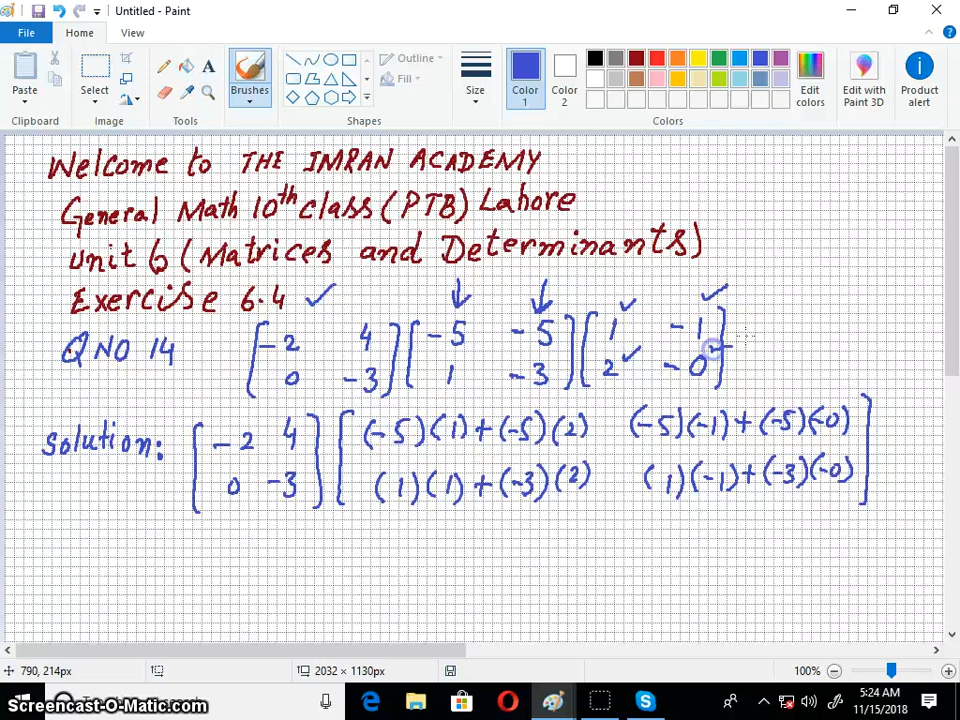 Untitled - Paint
File Home View
Paste Select Brushes Outline Fill Size Color 1 Color 2 Edit colors Edit with Paint 3D Product alert
Clipboard Image Tools Shapes Colors
Welcome to THE IMRAN ACADEMY
General Math 10th class (PTB) Lahore
Unit 6 (Matrices and Determinants)
Exercise 6.4 ✓
QNO 14 [-2 4 0 -3] [-5 -5 1 -3] [1 -1 2 -0]
Solution: [-2 4 0 -3] [(-5)(1)+(-5)(2) (-5)(-1)+(-5)(-0)
(1)(1)+(-3)(2) (1)(-1)+(-3)(-0)]
790, 214px 2032 × 1130px 100%
Screencast-O-Matic.com
5:24 AM
11/15/2018